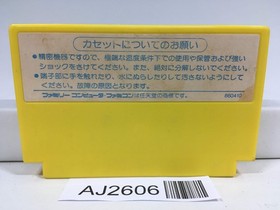 カセットについてのお願い
●精密機器ですので、極端な温度条件下での使用や保管および強い
ショックをさけてください。また、絶対に分解しないでください。
●端子部に手を触れたり、水にぬらしたりして汚さないようにして
ください。故障の原因となります。
ファミリーコンピュータ・ファミコンは任天堂の商標です。
AJ2606